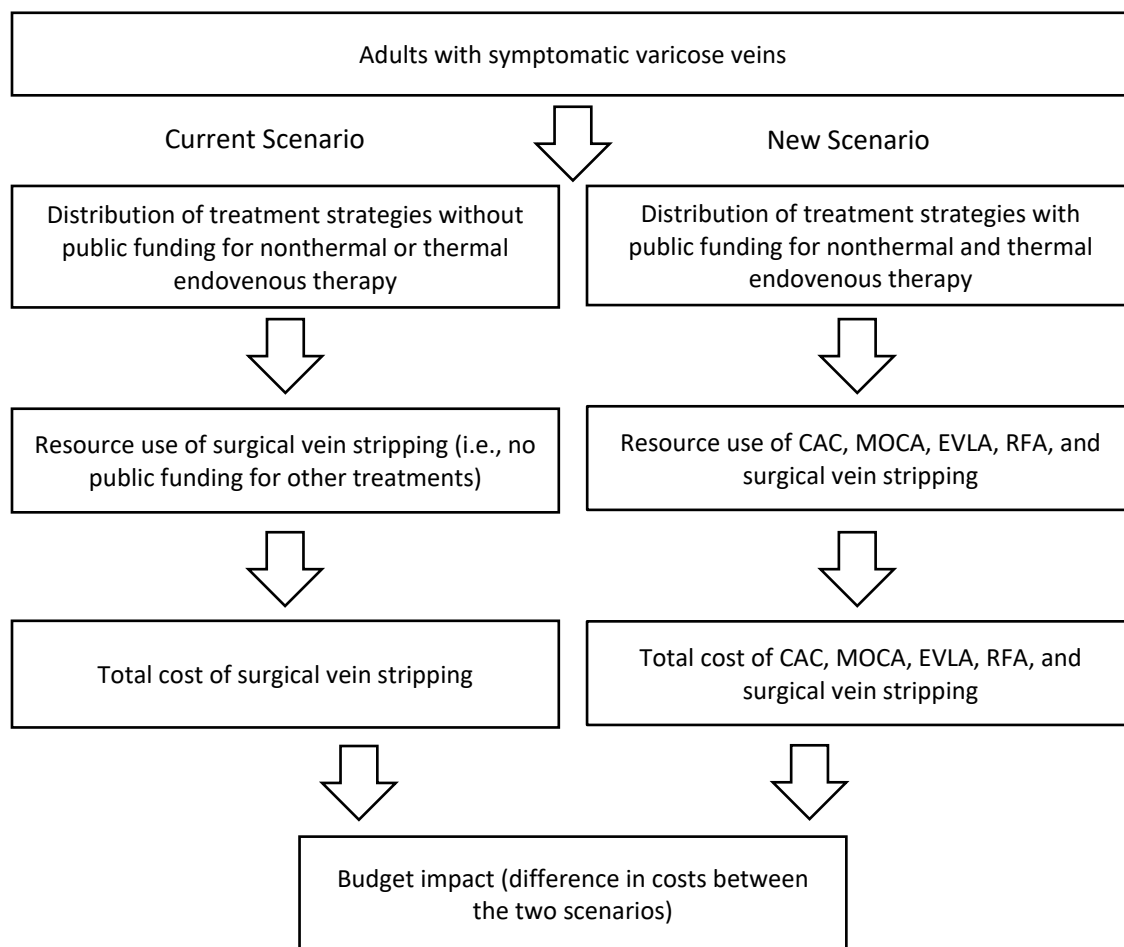 Adults with symptomatic varicose veins
Current Scenario
New Scenario
Distribution of treatment strategies without
public funding for nonthermal or thermal
endovenous therapy
Distribution of treatment strategies with
public funding for nonthermal and thermal
endovenous therapy
Resource use of surgical vein stripping (i.e., no
public funding for other treatments)
Resource use of CAC, MOCA, EVLA, RFA, and
surgical vein stripping
Total cost of surgical vein stripping
Total cost of CAC, MOCA, EVLA, RFA, and
surgical vein stripping
Budget impact (difference in costs between
the two scenarios)